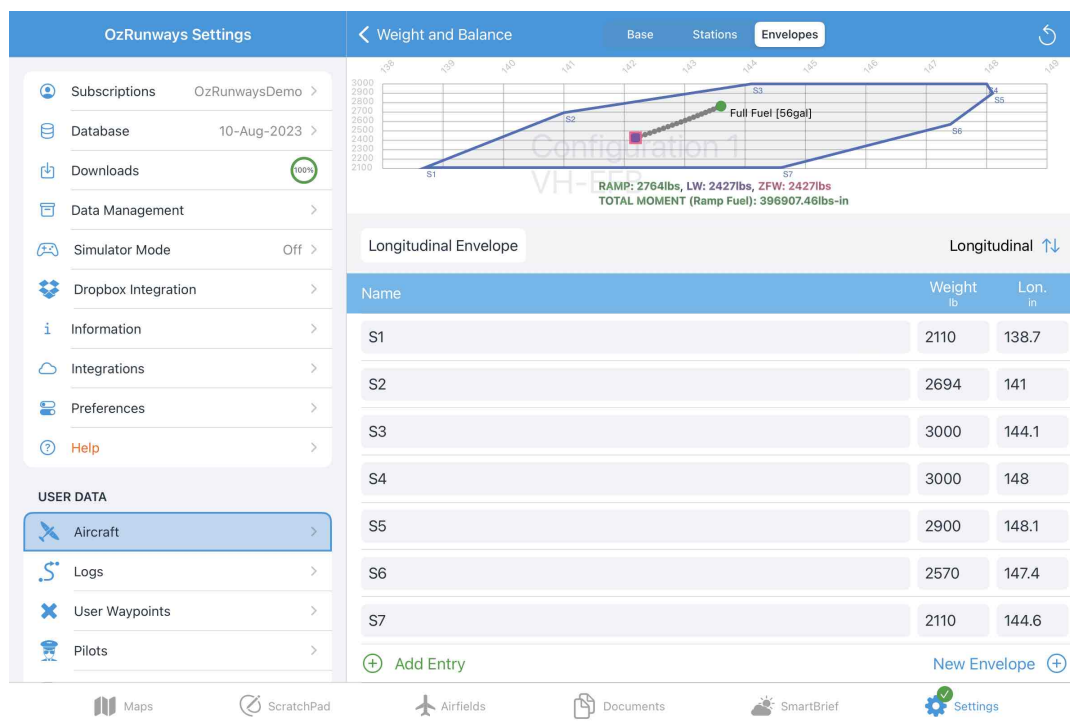 OzRunways Settings
Weight and Balance
Base Stations Envelopes
Subscriptions OzRunwaysDemo
Database 10-Aug-2023
Downloads 100%
Data Management
Simulator Mode Off
Dropbox Integration
Information
Integrations
Preferences
Help
USER DATA
Aircraft
Logs
User Waypoints
Pilots
138 139 140 141 142 143 144 145 146 147 148 149
3000
2900
2800
2700
2600
2500
2400
2300
2200
2100
S1
S2
S3
S4
S5
S6
S7
Full Fuel [56gal]
Configuration 1
VH-EFB
RAMP: 2764lbs, LW: 2427lbs, ZFW: 2427lbs
TOTAL MOMENT (Ramp Fuel): 396907.46lbs-in
Longitudinal Envelope Longitudinal
Name Weight lb Lon. in
S1 2110 138.7
S2 2694 141
S3 3000 144.1
S4 3000 148
S5 2900 148.1
S6 2570 147.4
S7 2110 144.6
Add Entry New Envelope
Maps ScratchPad Airfields Documents SmartBrief Settings